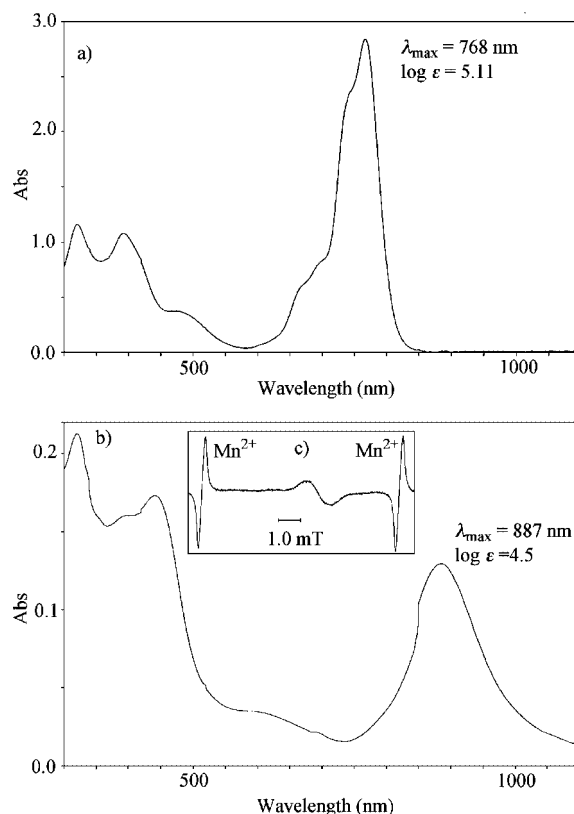 3.0
a)
λmax = 768 nm
log ε = 5.11
2.0
Abs
1.0
0.0
500
1000
Wavelength (nm)
b)
0.2
Mn2+
c)
Mn2+
1.0 mT
λmax = 887 nm
log ε =4.5
Abs
0.1
0.0
500
1000
Wavelength (nm)